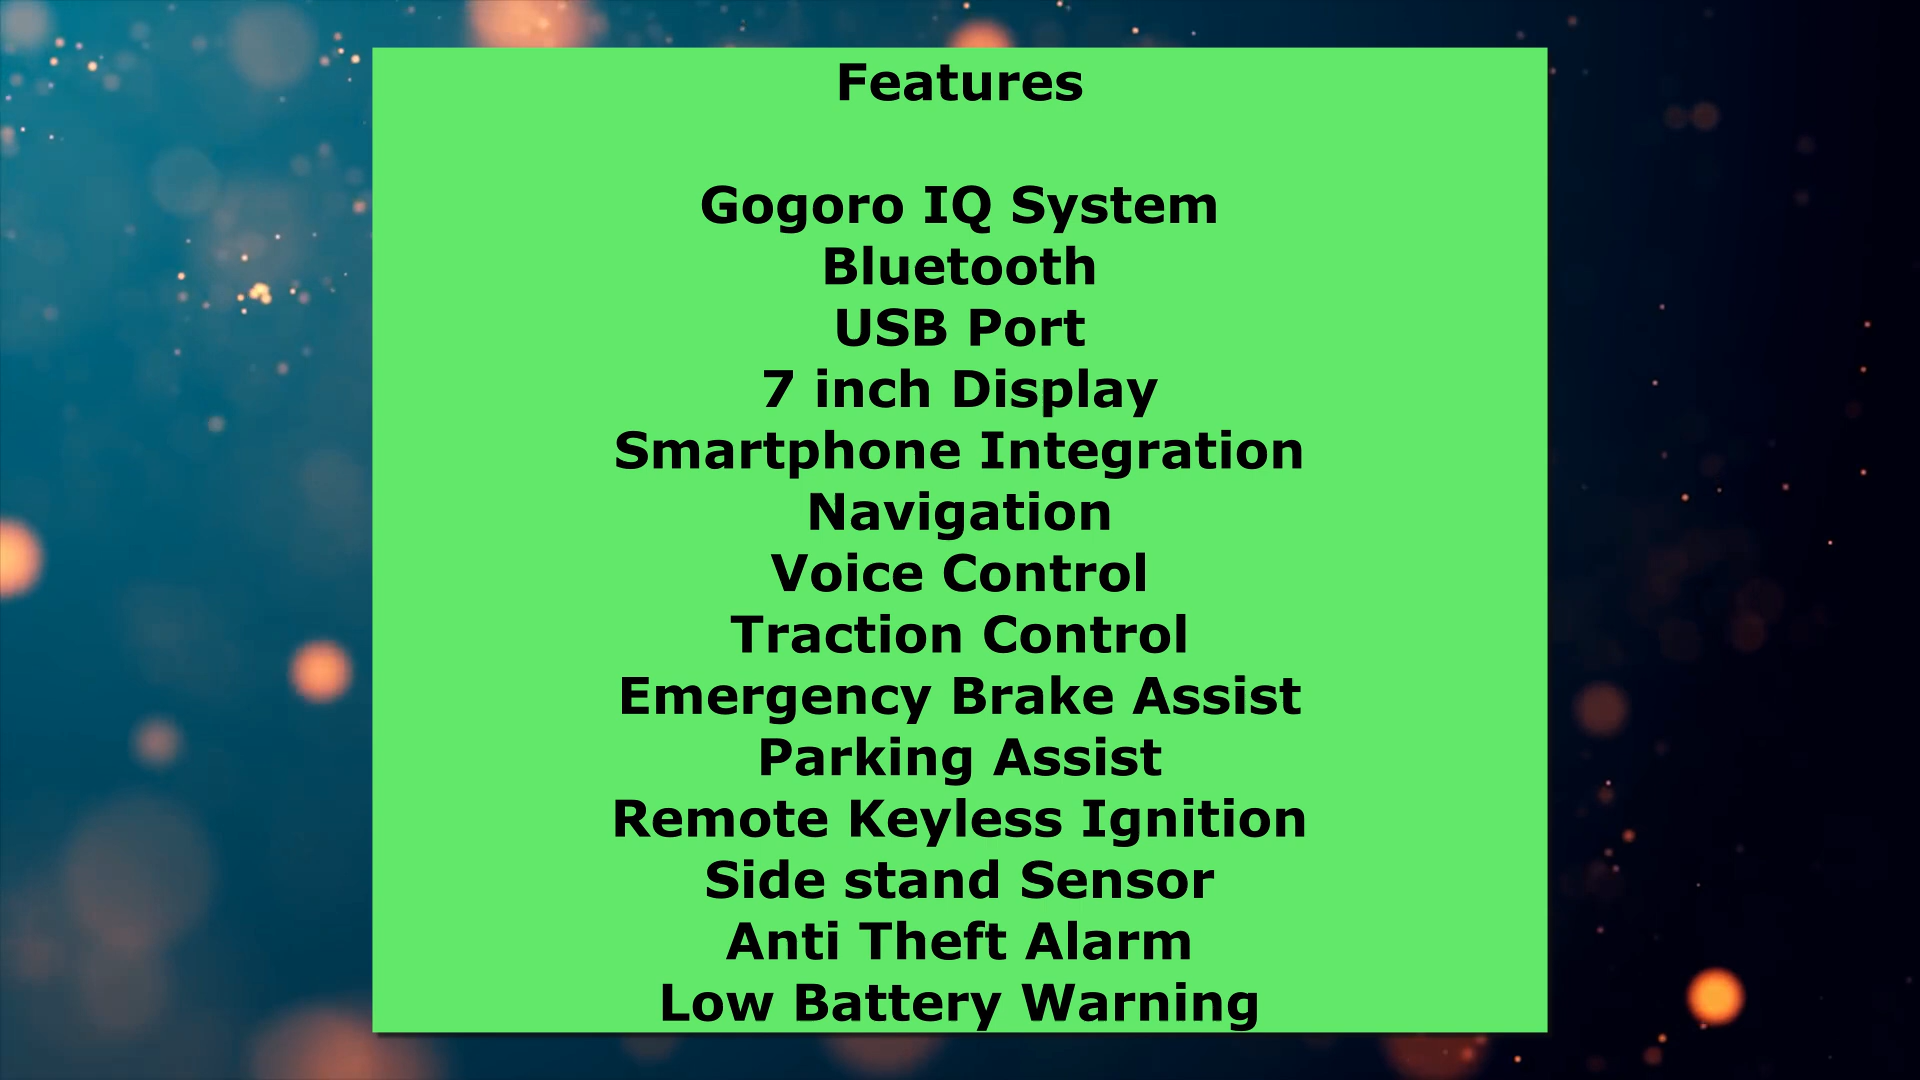 Features
Gogoro IQ System
Bluetooth
USB Port
7 inch Display
Smartphone Integration
Navigation
Voice Control
Traction Control
Emergency Brake Assist
Parking Assist
Remote Keyless Ignition
Side stand Sensor
Anti Theft Alarm
Low Battery Warning